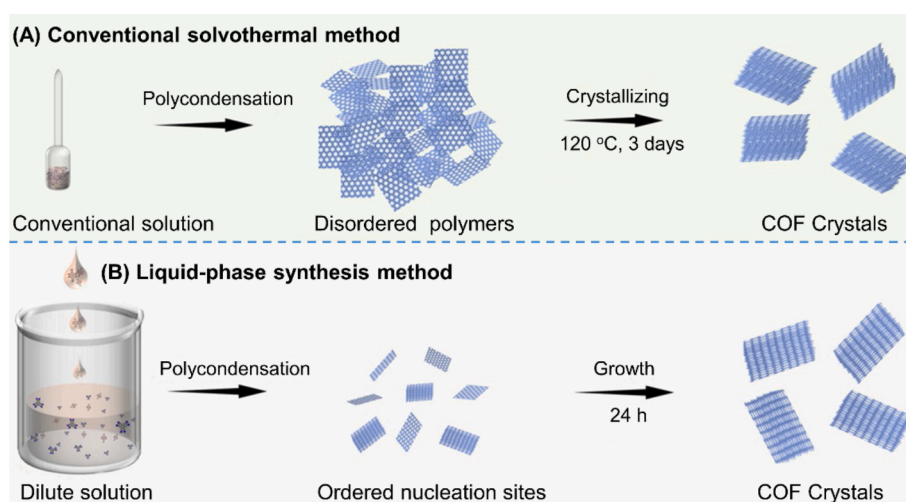 (A) Conventional solvothermal method
Polycondensation
Crystallizing
120 °C, 3 days
Conventional solution
Disordered polymers
COF Crystals
(B) Liquid-phase synthesis method
Polycondensation
Growth
24 h
Dilute solution
Ordered nucleation sites
COF Crystals